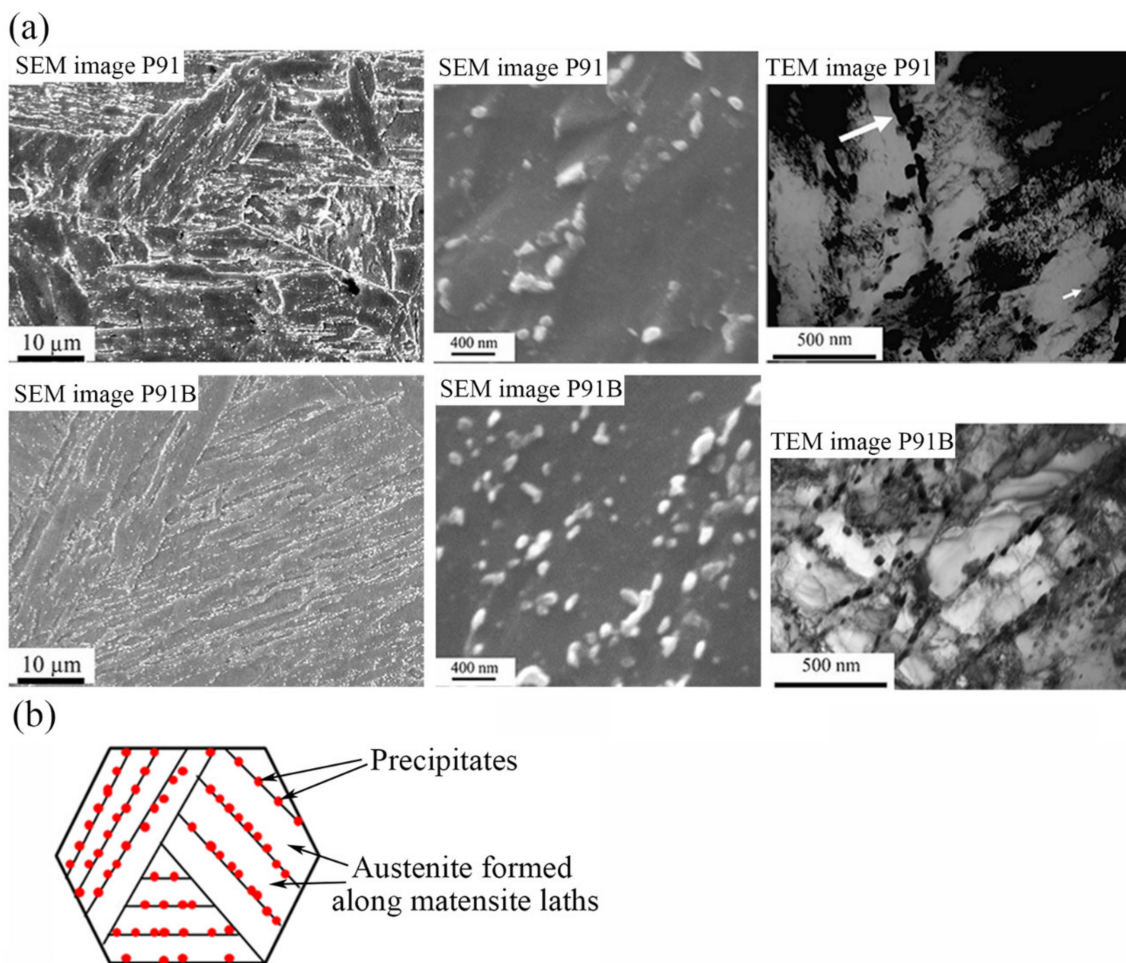 (a)
SEM image P91
SEM image P91
TEM image P91
10 μm
400 nm
500 nm
SEM image P91B
SEM image P91B
TEM image P91B
10 μm
400 nm
500 nm
(b)
Precipitates
Austenite formed
along matensite laths